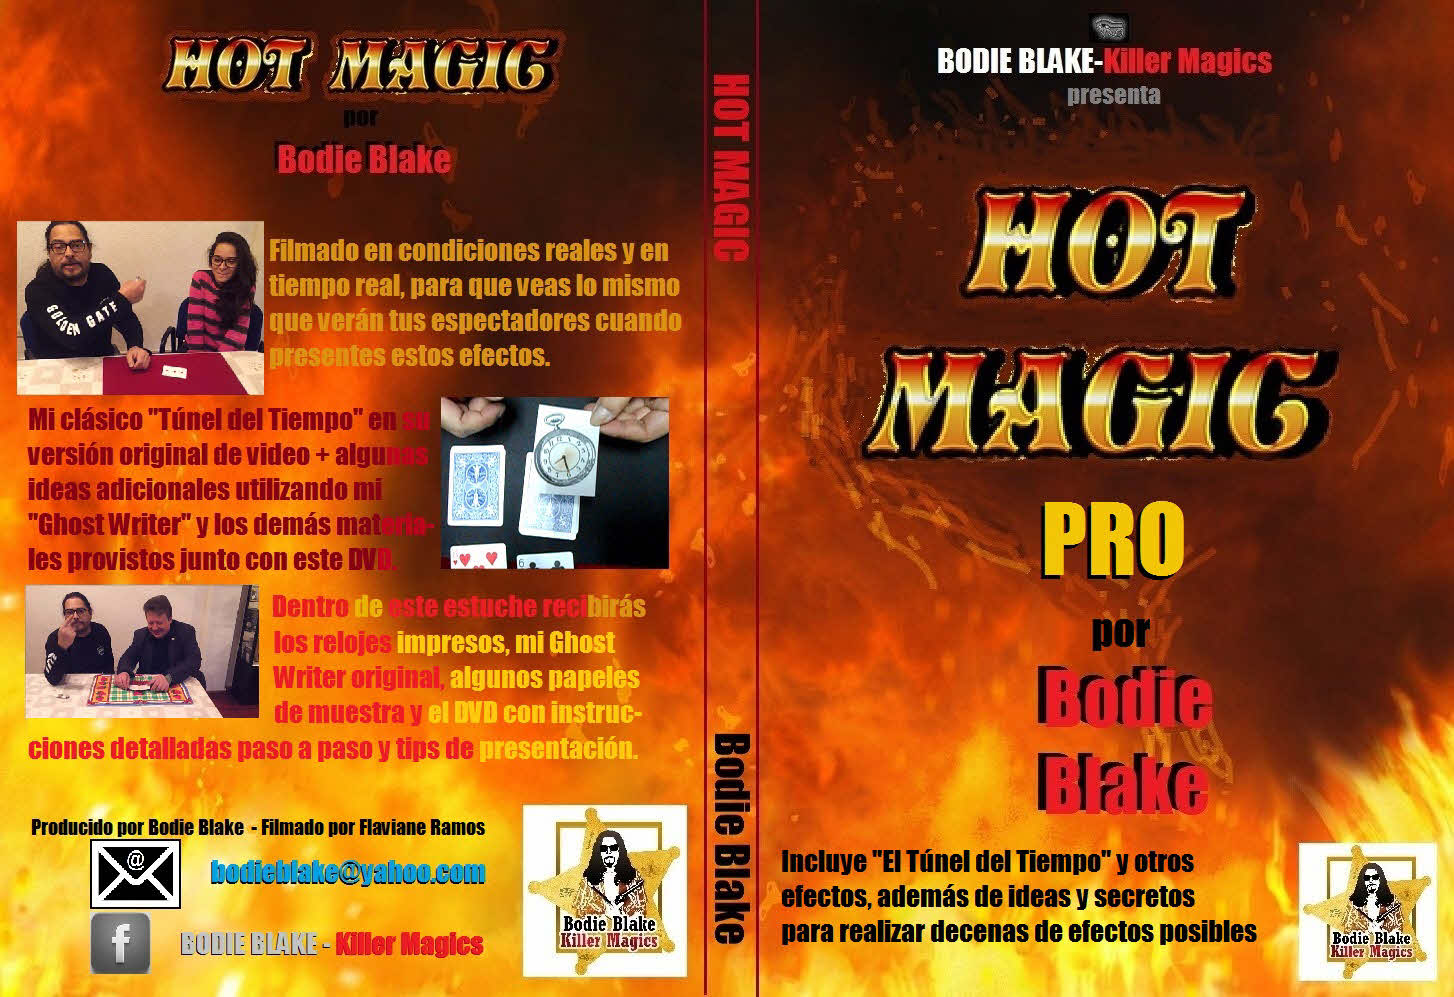 HOT MAGIC
por
Bodie Blake
Filmado en condiciones reales y en
tiempo real, para que veas lo mismo
que verán tus espectadores cuando
presentes estos efectos.
GOLDEN GATE
Mi clásico "Túnel del Tiempo" en su
versión original de video + algunas
ideas adicionales utilizando mi
"Ghost Writer" y los demás materia-
les provistos junto con este DVD.
Dentro de este estuche recibirás
los relojes impresos, mi Ghost
Writer original, algunos papeles
de muestra y el DVD con instruc-
ciones detalladas paso a paso y tips de presentación.
Producido por Bodie Blake - Filmado por Flaviane Ramos
@
bodieblake@yahoo.com
f
BODIE BLAKE - Killer Magics
Bodie Blake
Killer Magics
HOT MAGIC
Bodie Blake
BODIE BLAKE-Killer Magics
presenta
HOT
MAGIC
PRO
por
Bodie
Blake
Incluye "El Túnel del Tiempo" y otros
efectos, además de ideas y secretos
para realizar decenas de efectos posibles
Bodie Blake
Killer Magics